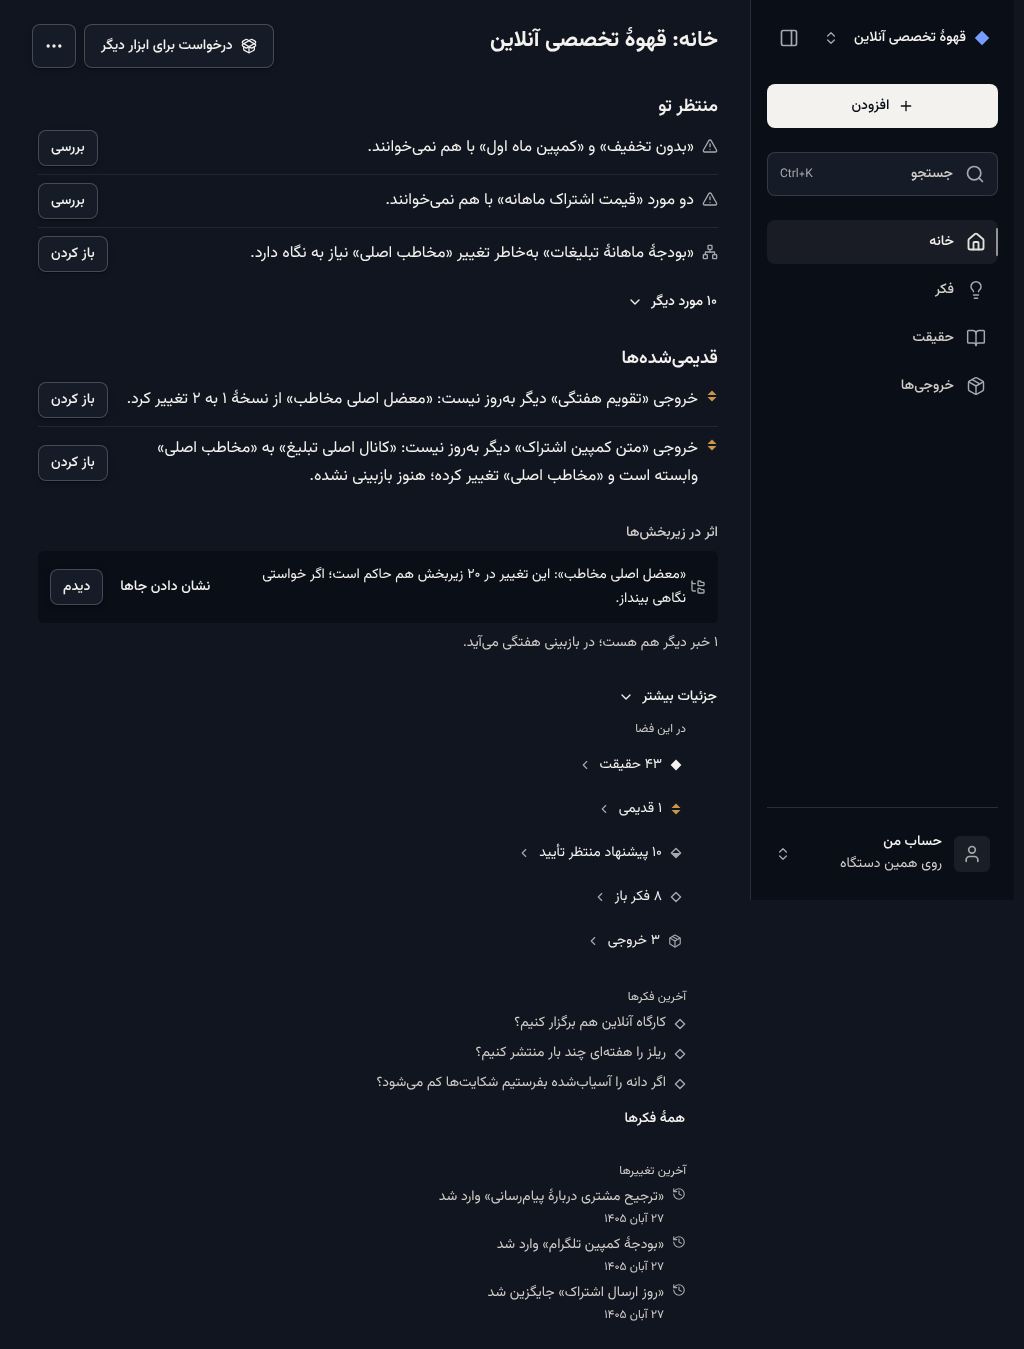 قهوهٔ تخصصی آنلاین
افزودن
جستجو
Ctrl+K
خانه
فکر
حقیقت
خروجی‌ها
حساب من
روی همین دستگاه
خانه: قهوهٔ تخصصی آنلاین
درخواست برای ابزار دیگر
منتظر تو
«بدون تخفیف» و «کمپین ماه اول» با هم نمی‌خوانند.
بررسی
دو مورد «قیمت اشتراک ماهانه» با هم نمی‌خوانند.
بررسی
«بودجهٔ ماهانهٔ تبلیغات» به‌خاطر تغییر «مخاطب اصلی» نیاز به نگاه دارد.
باز کردن
۱۰ مورد دیگر
قدیمی‌شده‌ها
خروجی «تقویم هفتگی» دیگر به‌روز نیست: «معضل اصلی مخاطب» از نسخهٔ ۱ به ۲ تغییر کرد.
باز کردن
خروجی «متن کمپین اشتراک» دیگر به‌روز نیست: «کانال اصلی تبلیغ» به «مخاطب اصلی»
وابسته است و «مخاطب اصلی» تغییر کرده؛ هنوز بازبینی نشده.
باز کردن
اثر در زیربخش‌ها
«معضل اصلی مخاطب»: این تغییر در ۲۰ زیربخش هم حاکم است؛ اگر خواستی
نگاهی بینداز.
نشان دادن جاها
دیدم
۱ خبر دیگر هم هست؛ در بازبینی هفتگی می‌آید.
جزئیات بیشتر
در این فضا
۴۳ حقیقت
۱ قدیمی
۱۰ پیشنهاد منتظر تأیید
۸ فکر باز
۳ خروجی
آخرین فکرها
کارگاه آنلاین هم برگزار کنیم؟
ریلز را هفته‌ای چند بار منتشر کنیم؟
اگر دانه را آسیاب‌شده بفرستیم شکایت‌ها کم می‌شود؟
همهٔ فکرها
آخرین تغییرها
«ترجیح مشتری دربارهٔ پیام‌رسانی» وارد شد
۲۷ آبان ۱۴۰۵
«بودجهٔ کمپین تلگرام» وارد شد
۲۷ آبان ۱۴۰۵
«روز ارسال اشتراک» جایگزین شد
۲۷ آبان ۱۴۰۵